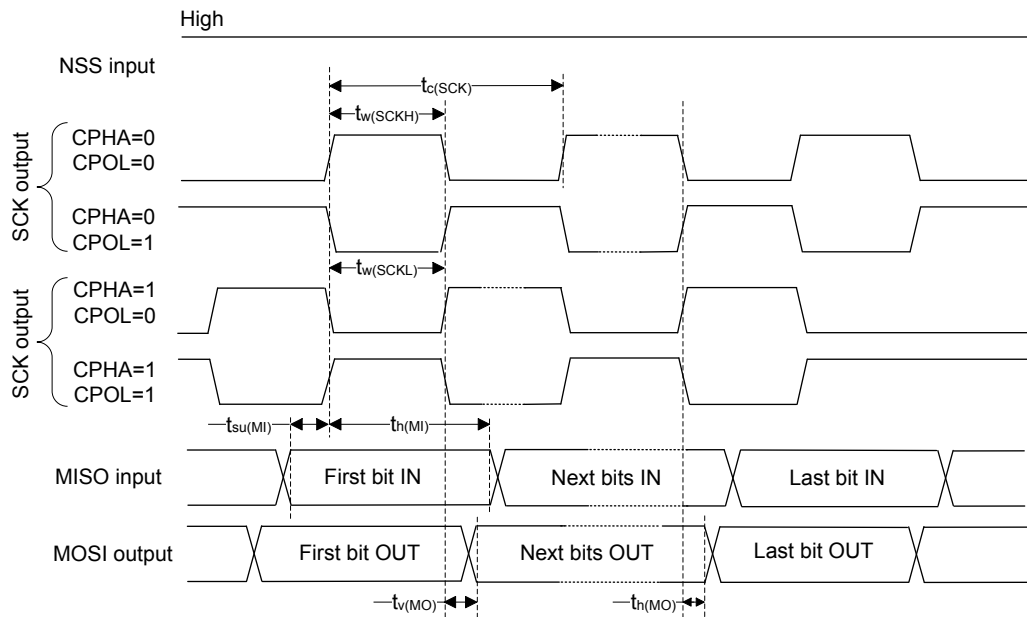 High
NSS input
tc(SCK)
tw(SCKH)
SCK output
CPHA=0
CPOL=0
CPHA=0
CPOL=1
tw(SCKL)
SCK output
CPHA=1
CPOL=0
CPHA=1
CPOL=1
tsu(MI)
th(MI)
MISO input
First bit IN
Next bits IN
Last bit IN
MOSI output
First bit OUT
Next bits OUT
Last bit OUT
tv(MO)
th(MO)